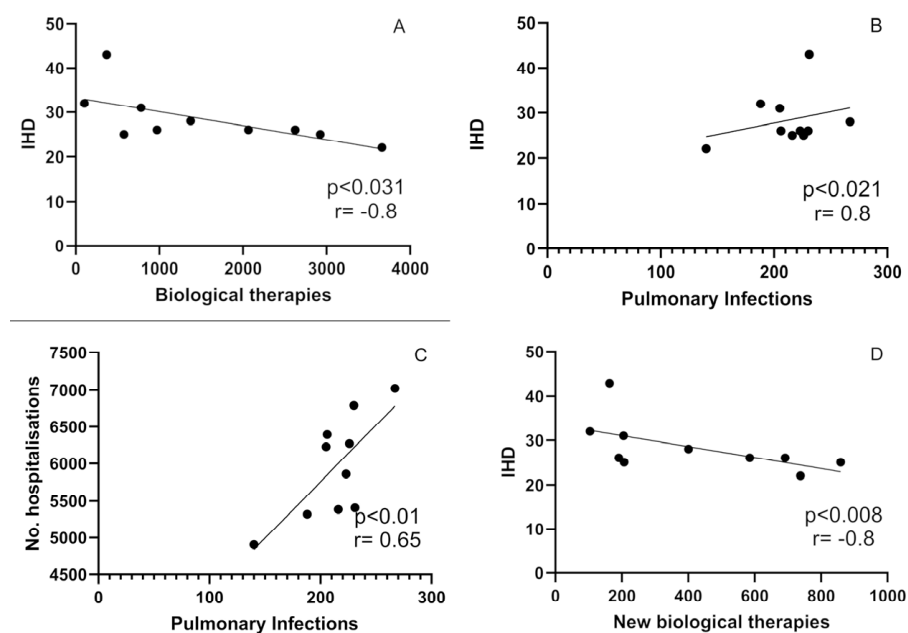 A
50
40
30
20
10
0
IHD
p<0.031
r= -0.8
0 1000 2000 3000 4000
Biological therapies
B
50
40
30
20
10
0
IHD
p<0.021
r= 0.8
0 100 200 300
Pulmonary Infections
C
7500
7000
6500
6000
5500
5000
4500
No. hospitalisations
p<0.01
r= 0.65
0 100 200 300
Pulmonary Infections
D
50
40
30
20
10
0
IHD
p<0.008
r= -0.8
0 200 400 600 800 1000
New biological therapies